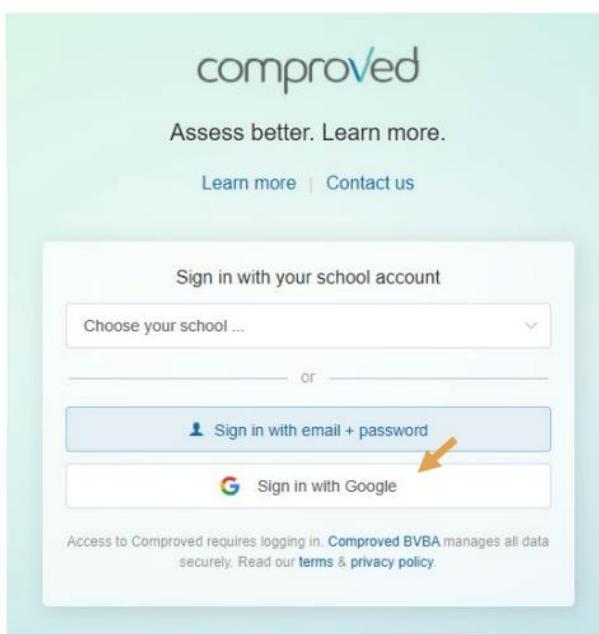 comproved
Assess better. Learn more.
Learn more | Contact us
Sign in with your school account
Choose your school ...
or
Sign in with email + password
Sign in with Google
Access to Comproved requires logging in. Comproved BVBA manages all data
securely. Read our terms & privacy policy.